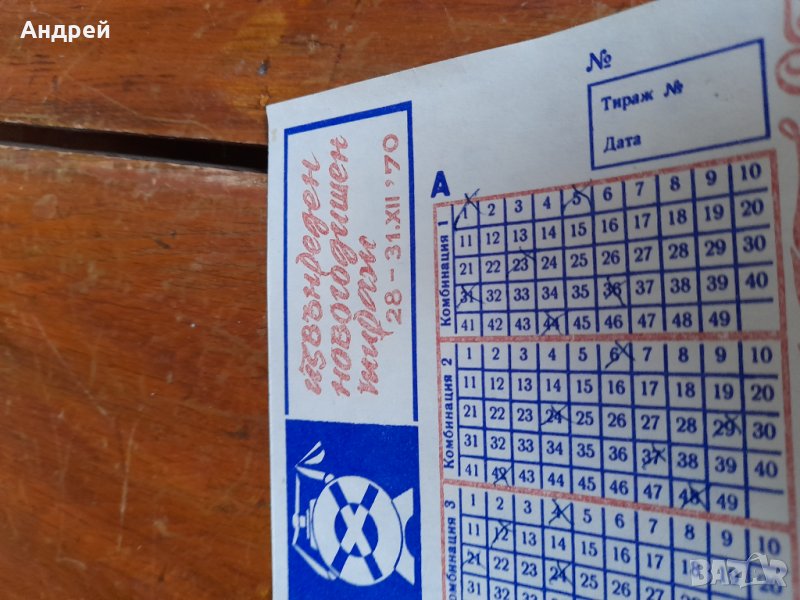 Андрей
извънреден
новогодишен
тираж
28 – 31.XII '70
№
Тираж №
Дата
А
Комбинация 1
1 2 3 4 5 6 7 8 9 10
11 12 13 14 15 16 17 18 19 20
21 22 23 24 25 26 27 28 29 30
31 32 33 34 35 36 37 38 39 40
41 42 43 44 45 46 47 48 49
Комбинация 2
1 2 3 4 5 6 7 8 9 10
11 12 13 14 15 16 17 18 19 20
21 22 23 24 25 26 27 28 29 30
31 32 33 34 35 36 37 38 39 40
41 42 43 44 45 46 47 48 49
Комбинация 3
1 2 3 4 5 6 7 8 9 10
11 12 13 14 15 16 17 18 19 20
21 22 23 24 25 26 27
31 32 33 34 35
BAZAR